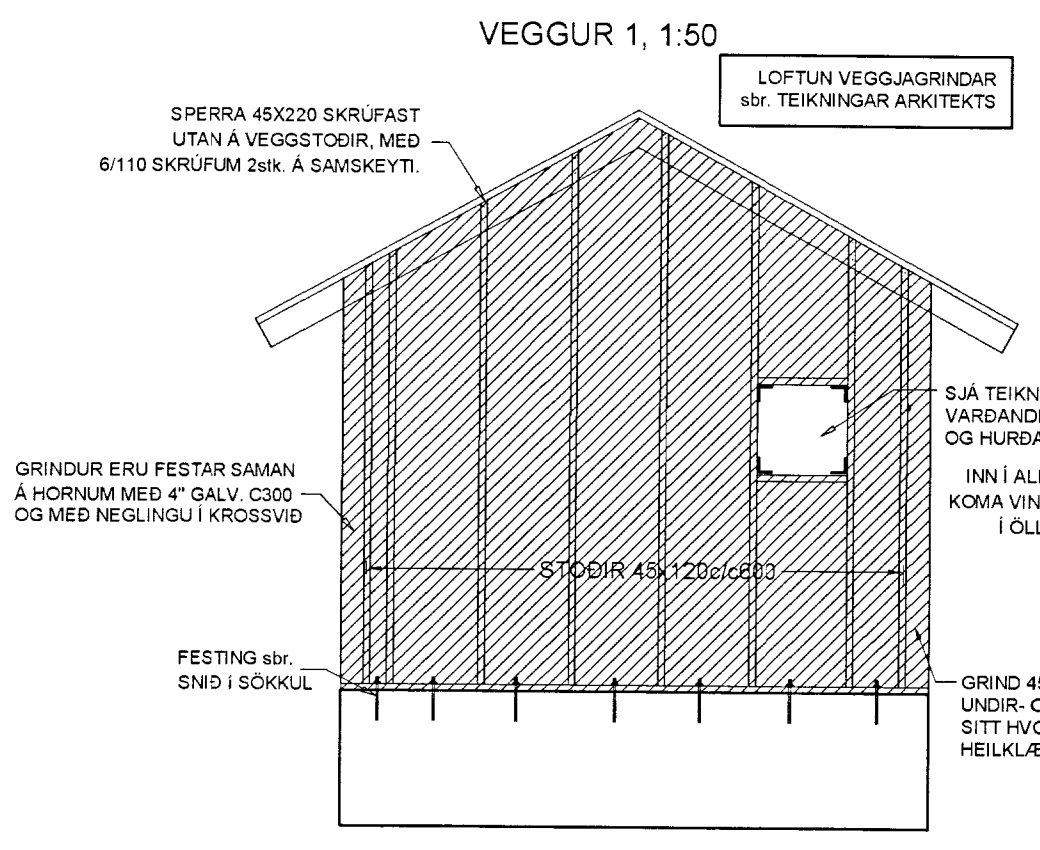 VEGGUR 1, 1:50
LOFTUN VEGGJAGRINDAR
sbr. TEIKNINGAR ARKITEKTS
SPERRA 45X220 SKRÚFAST
UTAN Á VEGGSTOÐIR, MEÐ
6/110 SKRÚFUM 2stk. Á SAMSKEYTI.
SJÁ TEIKN
VARÐANDI
OG HURÐA
GRINDUR ERU FESTAR SAMAN
Á HORNUM MEÐ 4" GALV. C300
OG MEÐ NEGLINGU Í KROSSVIÐ
INN Í ALL
KOMA VIN
Í ÖLL
STOÐIR 45x120c/c600
FESTING sbr.
SNIÐ Í SÖKKUL
GRIND 45
UNDIR- O
SITT HVO
HEILKLÆ